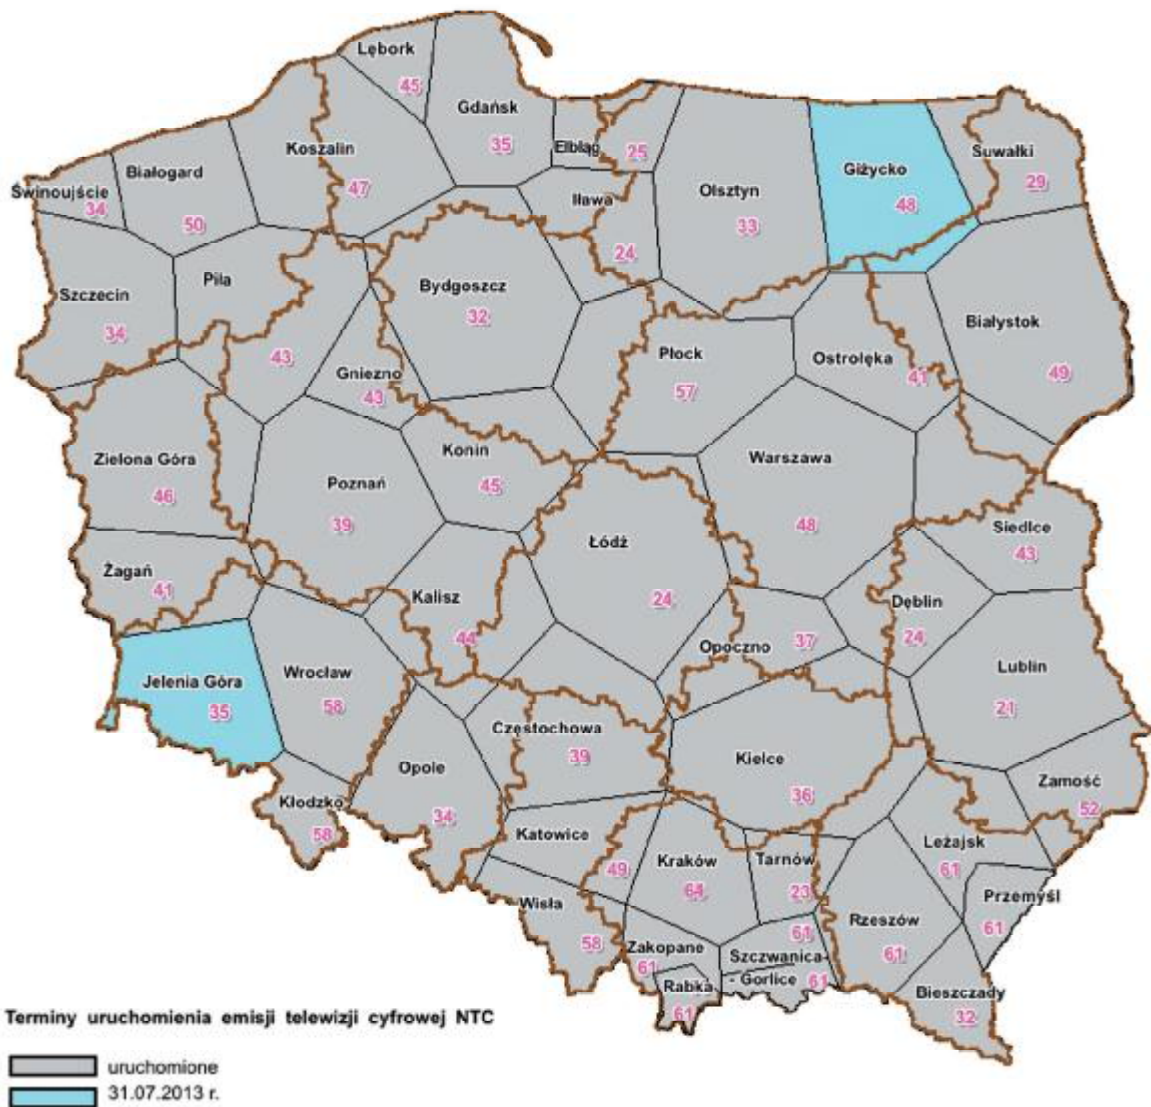 Lębork
45
Gdańsk
35
Elbląg
25
Koszalin
47
Białogard
50
Świnoujście
34
Iława
24
Olsztyn
33
Giżycko
48
Suwałki
29
Szczecin
34
Piła
43
Bydgoszcz
32
Płock
57
Ostrołęka
41
Białystok
49
Gniezno
43
Zielona Góra
46
Poznań
39
Konin
45
Warszawa
48
Siedlce
43
Łódź
24
Żagań
41
Kalisz
44
Opoczno
37
Dęblin
24
Lublin
21
Jelenia Góra
35
Wrocław
58
Częstochowa
39
Opole
34
Kielce
36
Zamość
52
Kłodzko
58
Katowice
49
Kraków
64
Tarnów
23
Leżajsk
61
Przemyśl
61
Wisła
58
Rzeszów
61
Zakopane
61
61
Szczwanica-
- Gorlice
61
Rabka
61
Bieszczady
32
Terminy uruchomienia emisji telewizji cyfrowej NTC
uruchomione
31.07.2013 r.